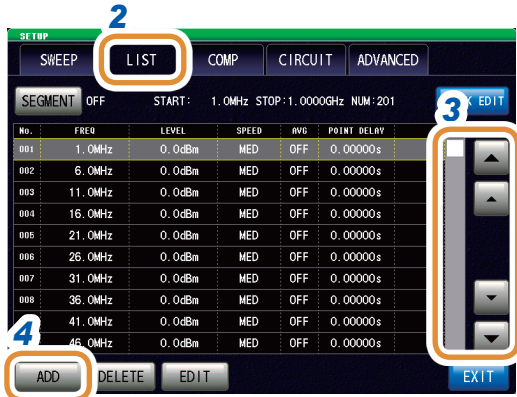 2
SETUP
SWEEP LIST COMP CIRCUIT ADVANCED
SEGMENT OFF START: 1.0MHz STOP:1.0000GHz NUM:201 EDIT
3
No. FREQ LEVEL SPEED AVG POINT DELAY
001 1.0MHz 0.0dBm MED OFF 0.00000s
002 6.0MHz 0.0dBm MED OFF 0.00000s
003 11.0MHz 0.0dBm MED OFF 0.00000s
004 16.0MHz 0.0dBm MED OFF 0.00000s
005 21.0MHz 0.0dBm MED OFF 0.00000s
006 26.0MHz 0.0dBm MED OFF 0.00000s
007 31.0MHz 0.0dBm MED OFF 0.00000s
008 36.0MHz 0.0dBm MED OFF 0.00000s
41.0MHz 0.0dBm MED OFF 0.00000s
4
46.0MHz 0.0dBm MED OFF 0.00000s
ADD DELETE EDIT EXIT